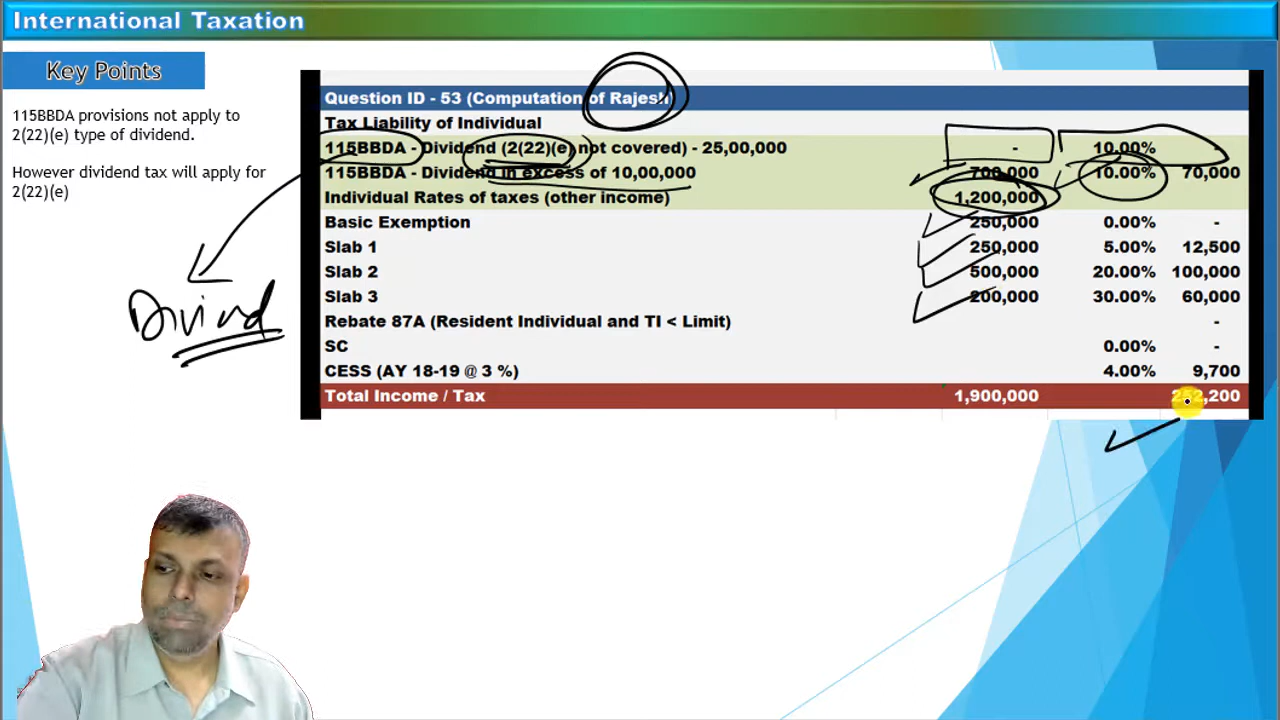 International Taxation
Key Points
115BBDA provisions not apply to
2(22)(e) type of dividend.
However dividend tax will apply for
2(22)(e)
Divind
Question ID - 53 (Computation of Rajesh)
Tax Liability of Individual
115BBDA - Dividend (2(22)(e) not covered) - 25,00,000 - 10.00% -
115BBDA - Dividend in excess of 10,00,000 700,000 10.00% 70,000
Individual Rates of taxes (other income) 1,200,000
Basic Exemption 250,000 0.00% -
Slab 1 250,000 5.00% 12,500
Slab 2 500,000 20.00% 100,000
Slab 3 200,000 30.00% 60,000
Rebate 87A (Resident Individual and TI < Limit) -
SC 0.00% -
CESS (AY 18-19 @ 3 %) 4.00% 9,700
Total Income / Tax 1,900,000 252,200